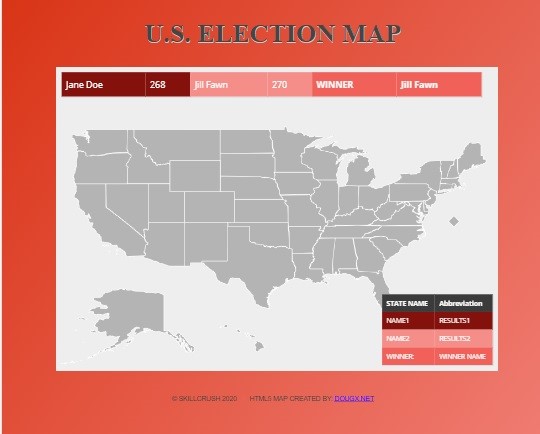 U.S. ELECTION MAP
Jane Doe 268 Jill Fawn 270 WINNER Jill Fawn
STATE NAME Abbreviation
NAME1 RESULTS1
NAME2 RESULTS2
WINNER: WINNER NAME
© SKILLCRUSH 2020 HTML5 MAP CREATED BY: DOUGX.NET